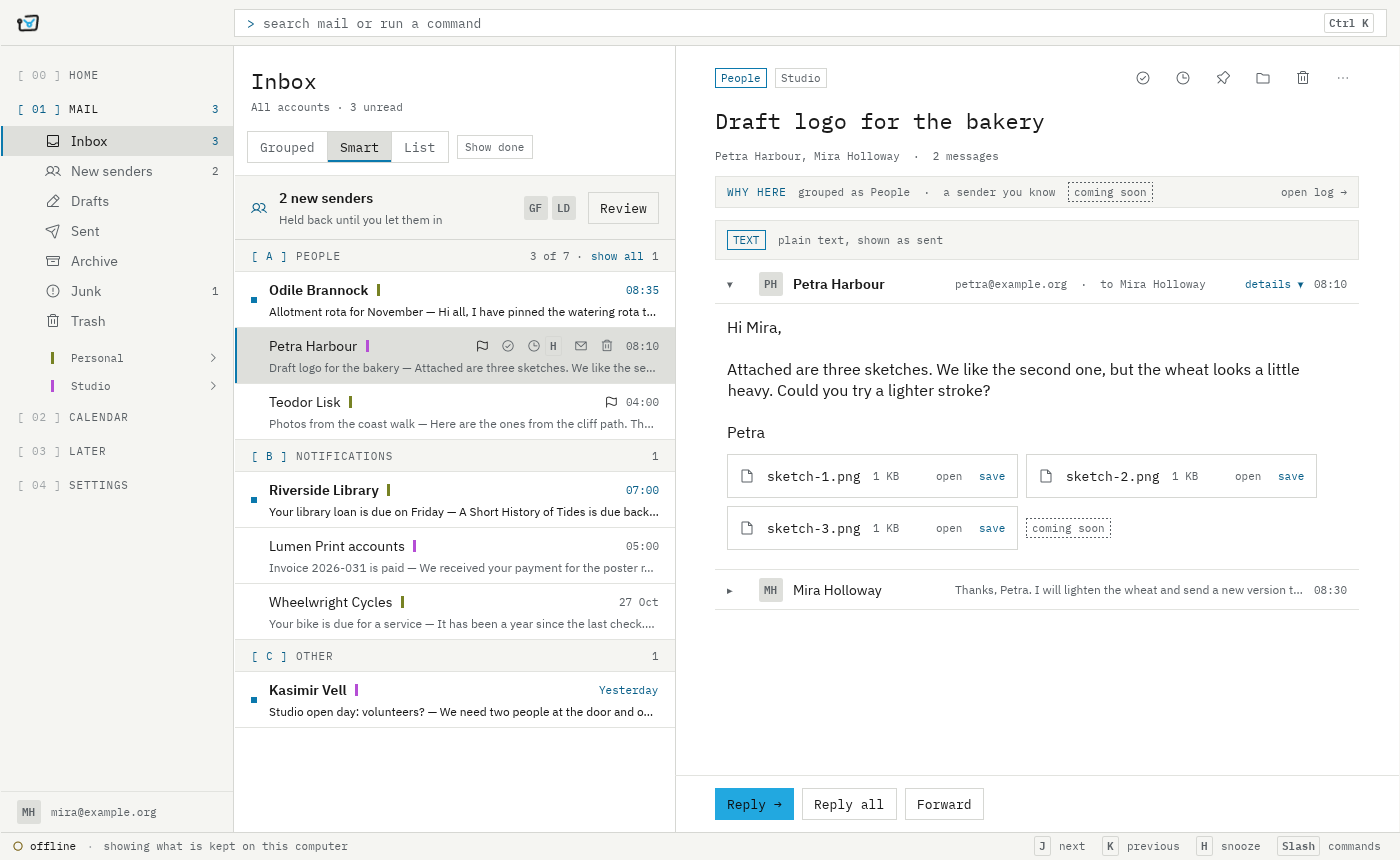 > search mail or run a command
Ctrl K
[ 00 ] HOME
[ 01 ] MAIL 3
Inbox 3
New senders 2
Drafts
Sent
Archive
Junk 1
Trash
Personal
Studio
[ 02 ] CALENDAR
[ 03 ] LATER
[ 04 ] SETTINGS
MH mira@example.org
Inbox
All accounts · 3 unread
Grouped Smart List Show done
2 new senders
Held back until you let them in
GF LD Review
[ A ] PEOPLE 3 of 7 · show all 1
Odile Brannock 08:35
Allotment rota for November — Hi all, I have pinned the watering rota t…
Petra Harbour H 08:10
Draft logo for the bakery — Attached are three sketches. We like the se…
Teodor Lisk 04:00
Photos from the coast walk — Here are the ones from the cliff path. Th…
[ B ] NOTIFICATIONS 1
Riverside Library 07:00
Your library loan is due on Friday — A Short History of Tides is due back…
Lumen Print accounts 05:00
Invoice 2026-031 is paid — We received your payment for the poster r…
Wheelwright Cycles 27 Oct
Your bike is due for a service — It has been a year since the last check.…
[ C ] OTHER 1
Kasimir Vell Yesterday
Studio open day: volunteers? — We need two people at the door and o…
People Studio
Draft logo for the bakery
Petra Harbour, Mira Holloway · 2 messages
WHY HERE grouped as People · a sender you know coming soon open log →
TEXT plain text, shown as sent
▾ PH Petra Harbour petra@example.org · to Mira Holloway details ▾ 08:10
Hi Mira,
Attached are three sketches. We like the second one, but the wheat looks a little
heavy. Could you try a lighter stroke?
Petra
sketch-1.png 1 KB open save
sketch-2.png 1 KB open save
sketch-3.png 1 KB open save
coming soon
▸ MH Mira Holloway Thanks, Petra. I will lighten the wheat and send a new version t… 08:30
Reply → Reply all Forward
offline · showing what is kept on this computer
J next K previous H snooze Slash commands